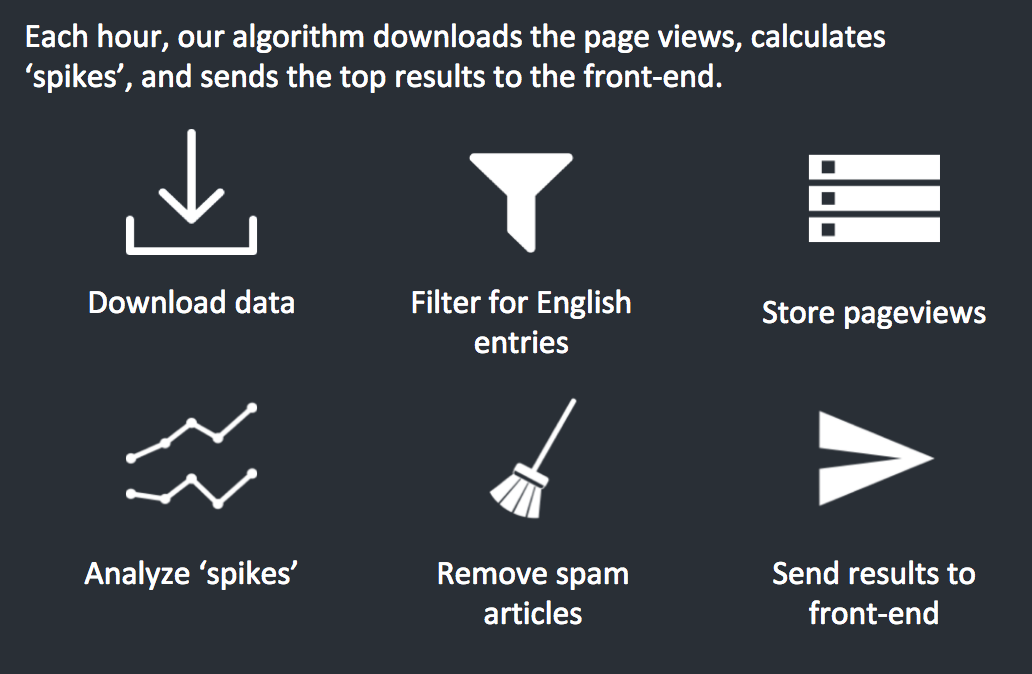 Each hour, our algorithm downloads the page views, calculates
‘spikes’, and sends the top results to the front-end.
Download data
Filter for English
entries
Store pageviews
Analyze ‘spikes’
Remove spam
articles
Send results to
front-end